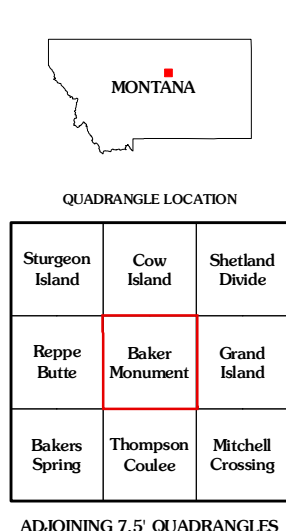 MONTANA
QUADRANGLE LOCATION
Sturgeon Island
Cow Island
Shetland Divide
Reppe Butte
Baker Monument
Grand Island
Bakers Spring
Thompson Coulee
Mitchell Crossing
ADJOINING 7.5' QUADRANGLES